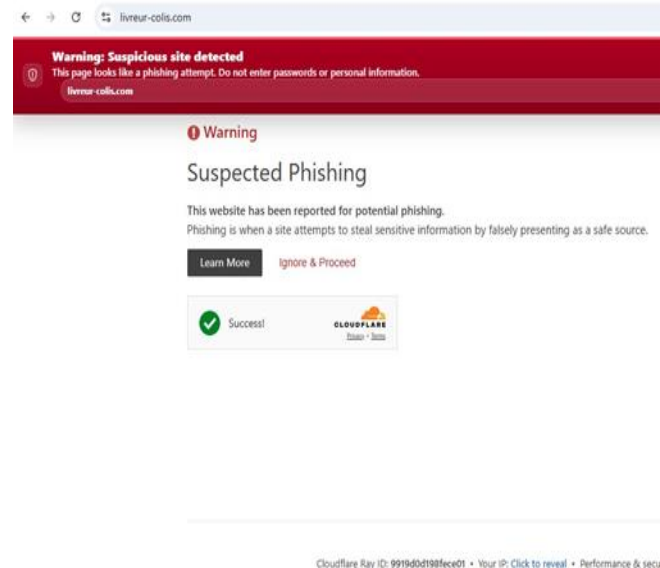 livreur-colis.com
Warning: Suspicious site detected
This page looks like a phishing attempt. Do not enter passwords or personal information.
livreur-colis.com
Warning
Suspected Phishing
This website has been reported for potential phishing.
Phishing is when a site attempts to steal sensitive information by falsely presenting as a safe source.
Learn More Ignore & Proceed
Success!
CLOUDFLARE
Privacy • Terms
Cloudflare Ray ID: 9919d0d198fece01 • Your IP: Click to reveal • Performance & secu